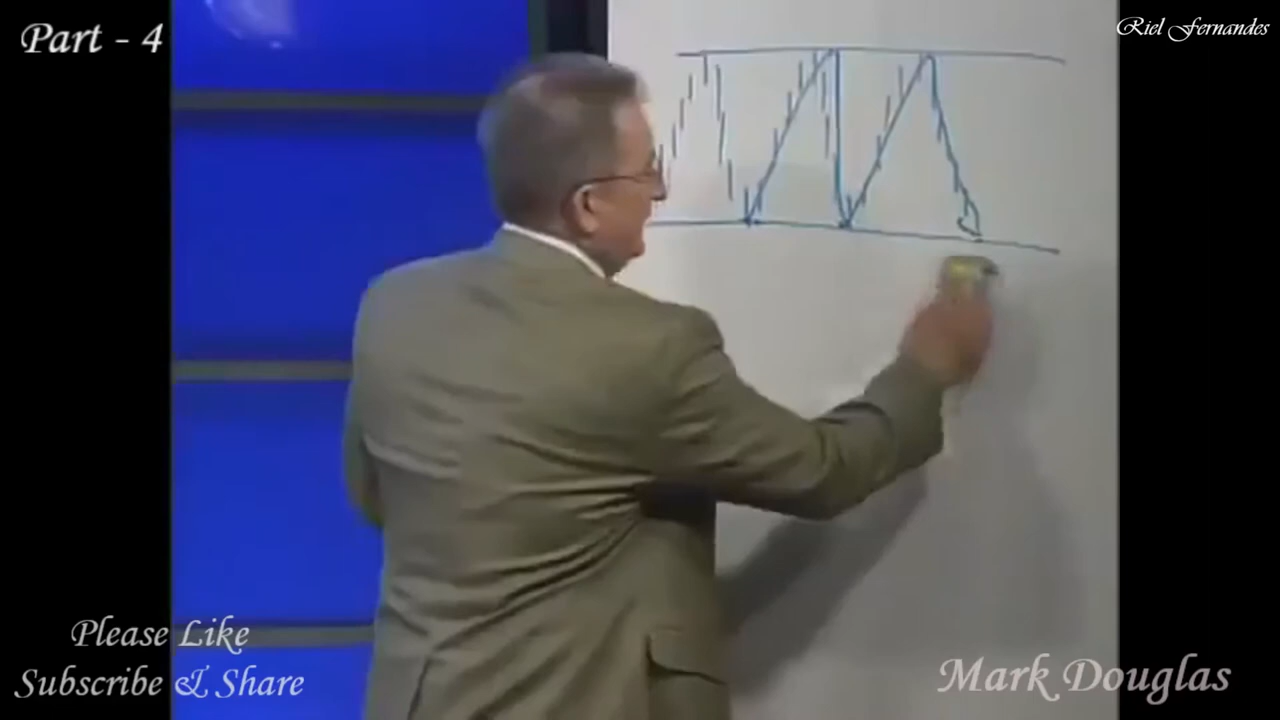 Part - 4
Riel Fernandes
Please Like
Subscribe & Share
Mark Douglas